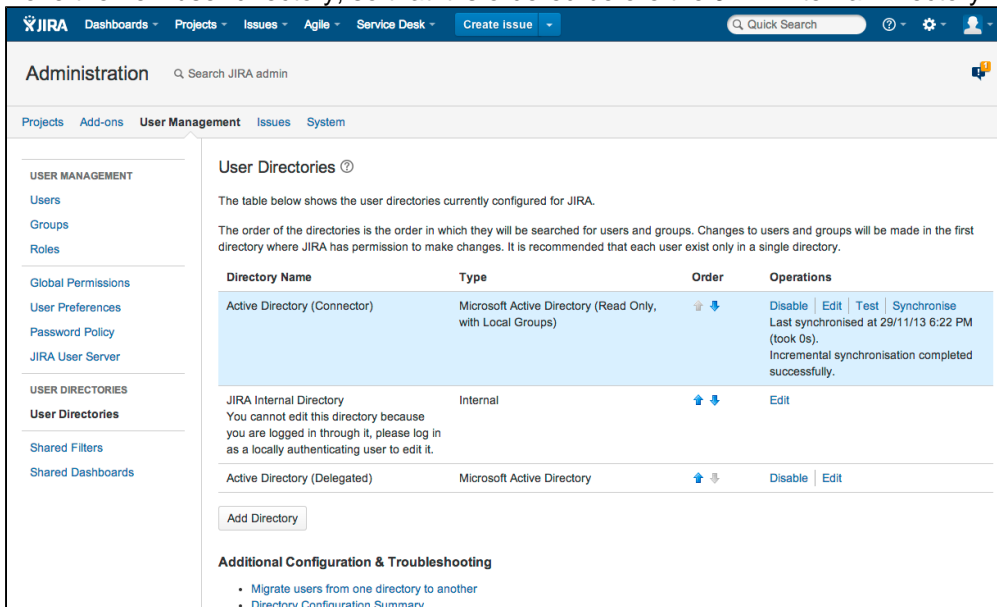 JIRA Dashboards Projects Issues Agile Service Desk Create issue Quick Search
Administration Search JIRA admin
Projects Add-ons User Management Issues System
USER MANAGEMENT
Users
Groups
Roles
Global Permissions
User Preferences
Password Policy
JIRA User Server
USER DIRECTORIES
User Directories
Shared Filters
Shared Dashboards
User Directories
The table below shows the user directories currently configured for JIRA.
The order of the directories is the order in which they will be searched for users and groups. Changes to users and groups will be made in the first
directory where JIRA has permission to make changes. It is recommended that each user exist only in a single directory.
Directory Name Type Order Operations
Active Directory (Connector) Microsoft Active Directory (Read Only, Disable Edit Test Synchronise
with Local Groups) Last synchronised at 29/11/13 6:22 PM
(took 0s).
Incremental synchronisation completed
successfully.
JIRA Internal Directory Internal Edit
You cannot edit this directory because
you are logged in through it, please log in
as a locally authenticating user to edit it.
Active Directory (Delegated) Microsoft Active Directory Disable Edit
Add Directory
Additional Configuration & Troubleshooting
• Migrate users from one directory to another
• Directory Configuration Summary